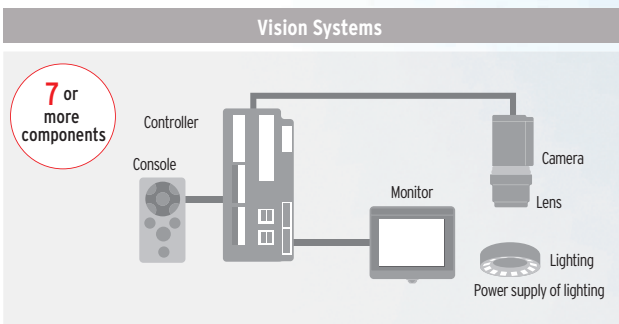 Vision Systems
7 or
more
components
Controller
Console
Monitor
Camera
Lens
Lighting
Power supply of lighting